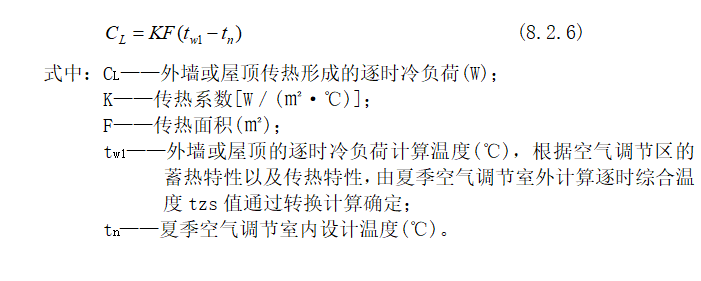 C_L = KF(t_w1 − t_n) (8.2.6)
式中：CL——外墙或屋顶传热形成的逐时冷负荷(W)；
K——传热系数[W／(㎡·℃)]；
F——传热面积(㎡)；
tw1——外墙或屋顶的逐时冷负荷计算温度(℃)，根据空气调节区的
蓄热特性以及传热特性，由夏季空气调节室外计算逐时综合温
度 tzs 值通过转换计算确定；
tn——夏季空气调节室内设计温度(℃)。